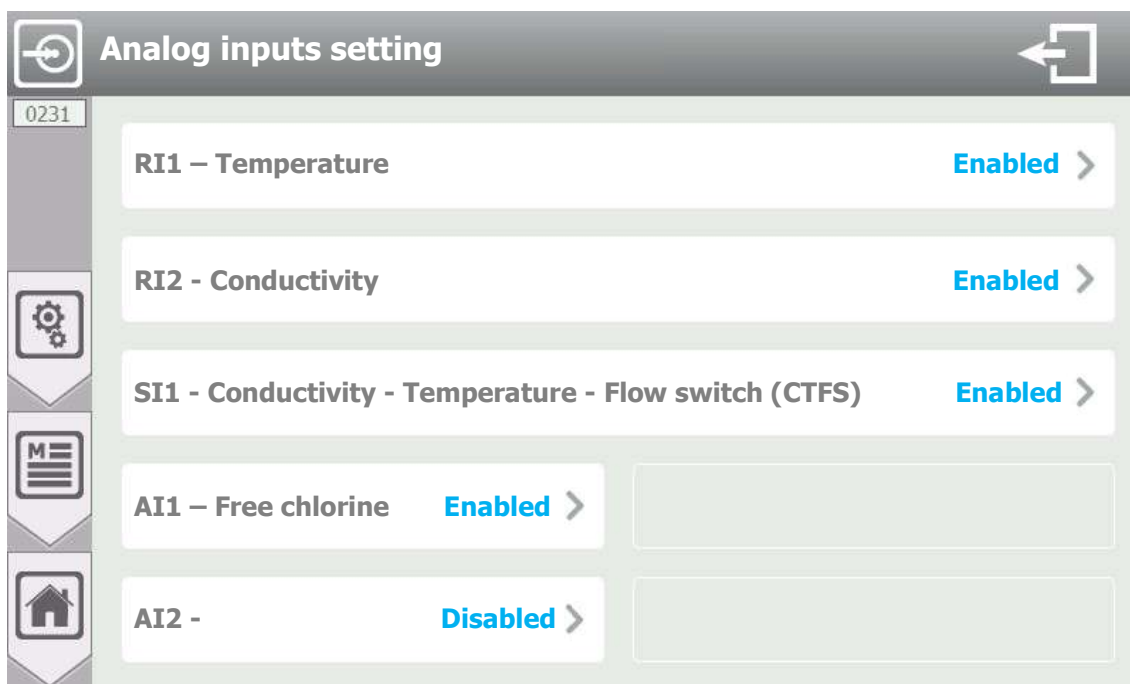 Analog inputs setting
0231
RI1 – Temperature Enabled
RI2 - Conductivity Enabled
SI1 - Conductivity - Temperature - Flow switch (CTFS) Enabled
M
AI1 – Free chlorine Enabled
AI2 - Disabled